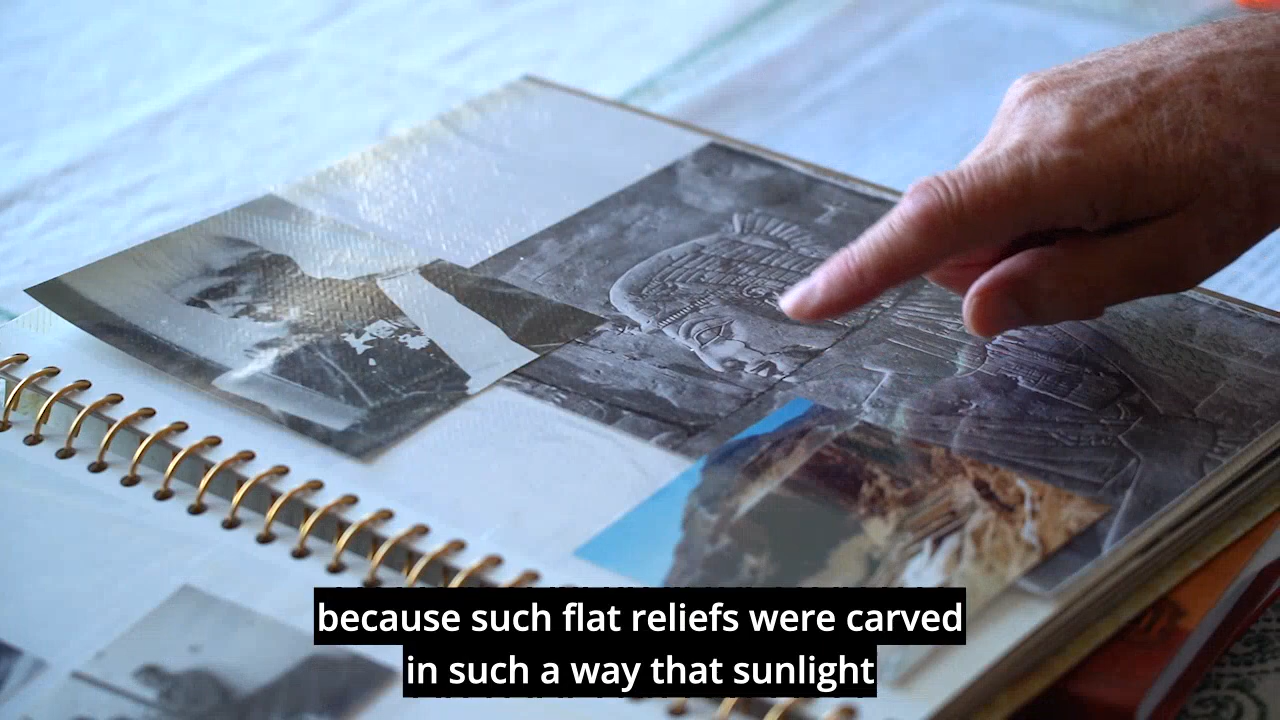 because such flat reliefs were carved
in such a way that sunlight